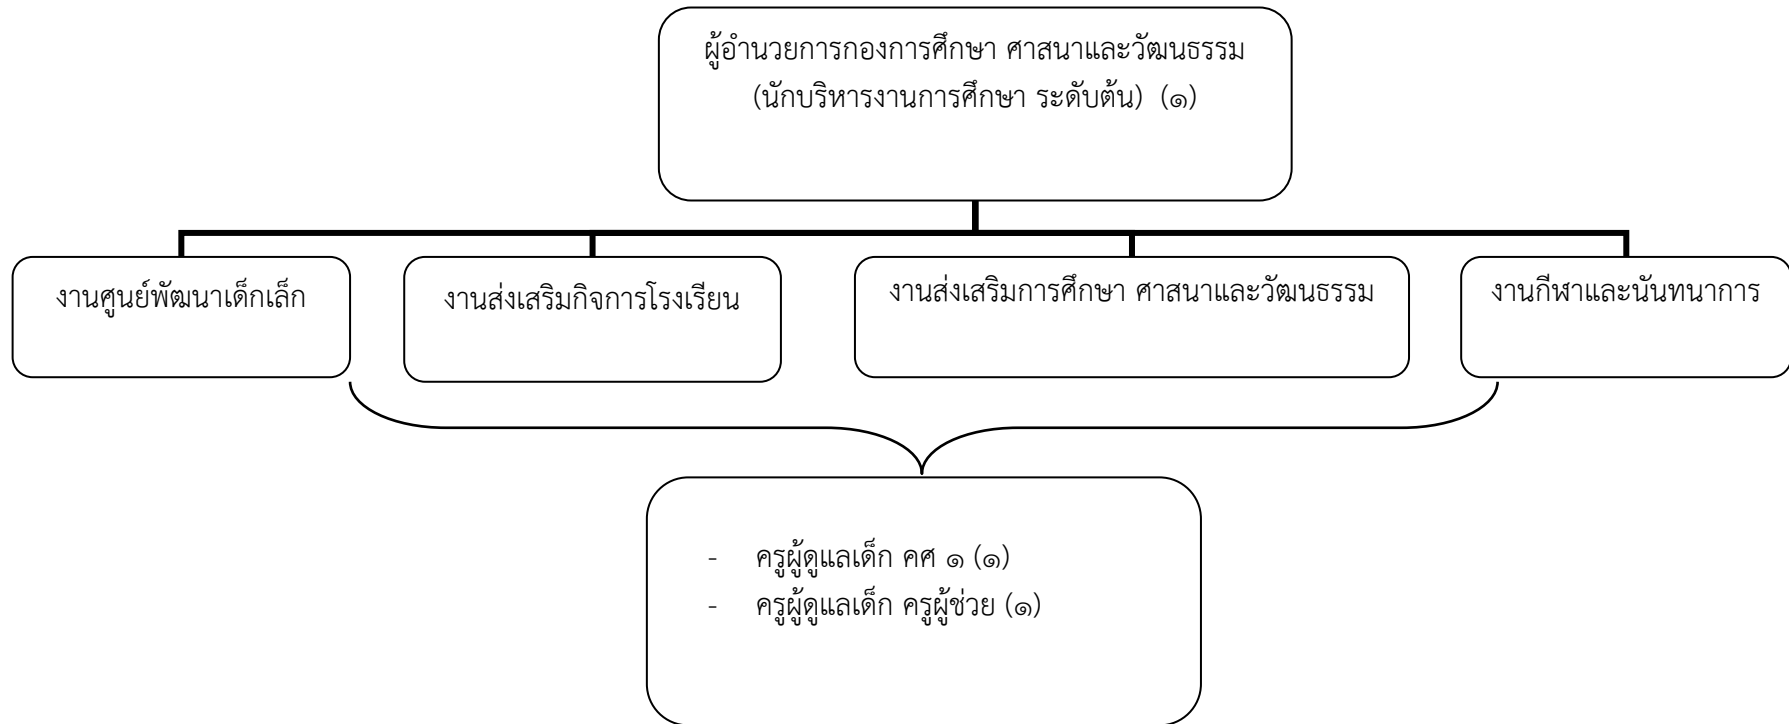 ผู้อำนวยการกองการศึกษา ศาสนาและวัฒนธรรม
(นักบริหารงานการศึกษา ระดับต้น) (๑)
งานศูนย์พัฒนาเด็กเล็ก
งานส่งเสริมกิจการโรงเรียน
งานส่งเสริมการศึกษา ศาสนาและวัฒนธรรม
งานกีฬาและนันทนาการ
- ครูผู้ดูแลเด็ก คศ ๑ (๑)
- ครูผู้ดูแลเด็ก ครูผู้ช่วย (๑)